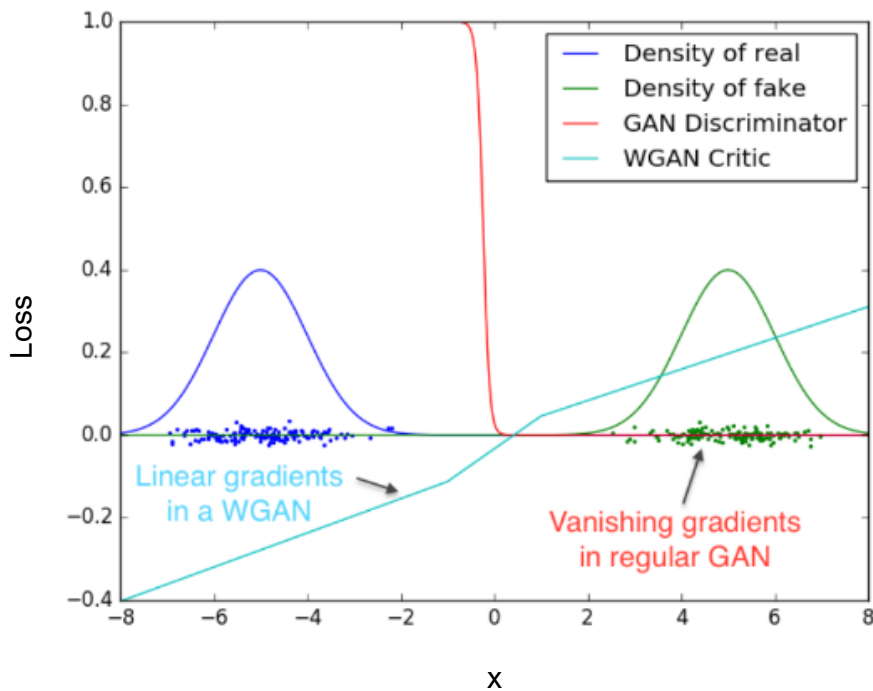 1.0
0.8
0.6
0.4
0.2
0.0
−0.2
−0.4
Loss
Density of real
Density of fake
GAN Discriminator
WGAN Critic
Linear gradients
in a WGAN
Vanishing gradients
in regular GAN
−8
−6
−4
−2
0
2
4
6
8
x